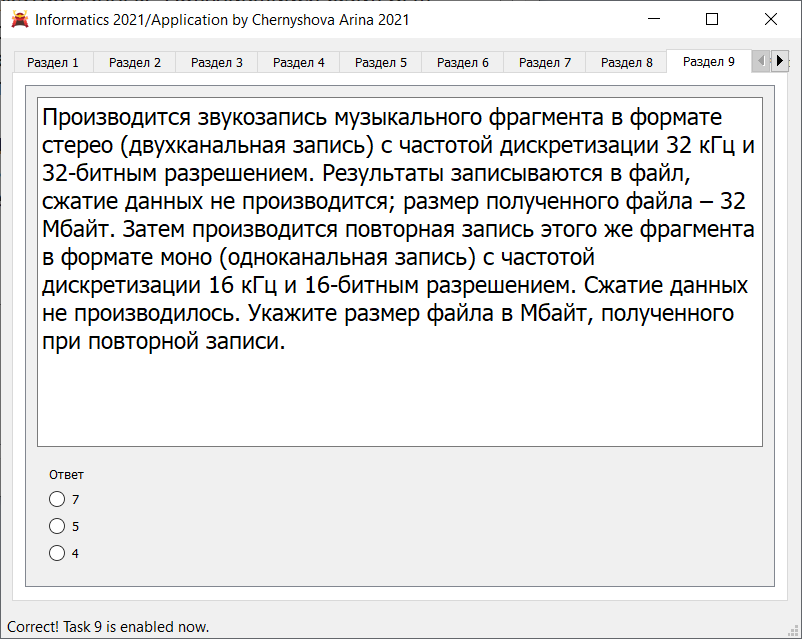 Informatics 2021/Application by Chernyshova Arina 2021
Раздел 1 Раздел 2 Раздел 3 Раздел 4 Раздел 5 Раздел 6 Раздел 7 Раздел 8 Раздел 9
Производится звукозапись музыкального фрагмента в формате
стерео (двухканальная запись) с частотой дискретизации 32 кГц и
32-битным разрешением. Результаты записываются в файл,
сжатие данных не производится; размер полученного файла – 32
Мбайт. Затем производится повторная запись этого же фрагмента
в формате моно (одноканальная запись) с частотой
дискретизации 16 кГц и 16-битным разрешением. Сжатие данных
не производилось. Укажите размер файла в Мбайт, полученного
при повторной записи.
Ответ
7
5
4
Correct! Task 9 is enabled now.